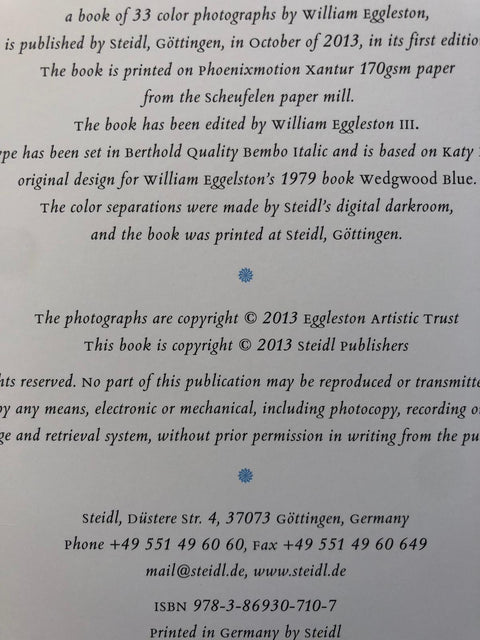 a book of 33 color photographs by William Eggleston,
is published by Steidl, Göttingen, in October of 2013, in its first
The book is printed on Phoenixmotion Xantur 170gsm paper
from the Scheufelen paper mill.
The book has been edited by William Eggleston III.
has been set in Berthold Quality Bembo Italic and is based on Katy
original design for William Eggelston's 1979 book Wedgwood Blue.
The color separations were made by Steidl's digital darkroom,
and the book was printed at Steidl, Göttingen.
The photographs are copyright © 2013 Eggleston Artistic Trust
This book is copyright © 2013 Steidl Publishers
reserved. No part of this publication may be reproduced or
by any means, electronic or mechanical, including photocopy, recording
and retrieval system, without prior permission in writing from the
Steidl, Düstere Str. 4, 37073 Göttingen, Germany
Phone +49 551 49 60 60, Fax +49 551 49 60 649
mail@steidl.de, www.steidl.de
ISBN 978-3-86930-710-7
Printed in Germany by Steidl